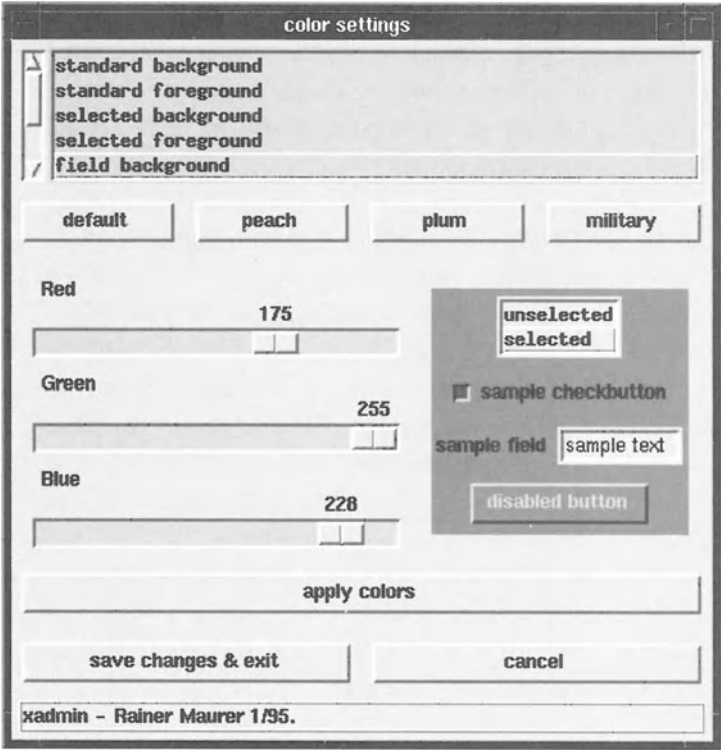 color settings
standard background
standard foreground
selected background
selected foreground
field background
default
peach
plum
military
Red
175
Green
255
Blue
228
unselected
selected
sample checkbutton
sample field
sample text
disabled button
apply colors
save changes & exit
cancel
xadmin - Rainer Maurer 1/95.